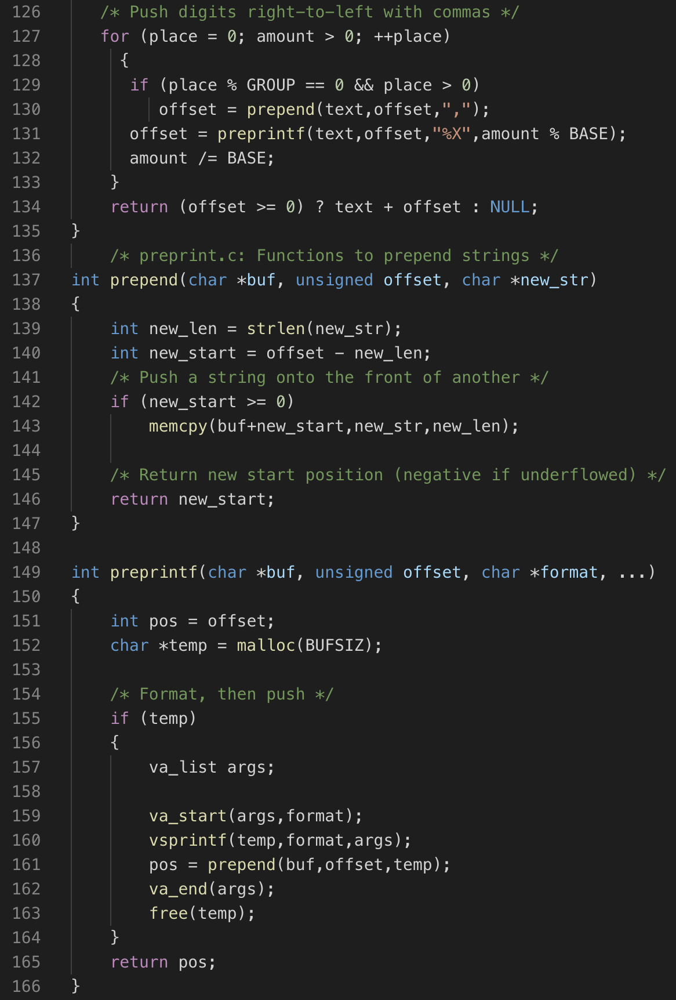 126 /* Push digits right-to-left with commas */
127 for (place = 0; amount > 0; ++place)
128 {
129 if (place % GROUP == 0 && place > 0)
130 offset = prepend(text,offset,",");
131 offset = preprintf(text,offset,"%X",amount % BASE);
132 amount /= BASE;
133 }
134 return (offset >= 0) ? text + offset : NULL;
135 }
136 /* preprint.c: Functions to prepend strings */
137 int prepend(char *buf, unsigned offset, char *new_str)
138 {
139 int new_len = strlen(new_str);
140 int new_start = offset - new_len;
141 /* Push a string onto the front of another */
142 if (new_start >= 0)
143 memcpy(buf+new_start,new_str,new_len);
144
145 /* Return new start position (negative if underflowed) */
146 return new_start;
147 }
148
149 int preprintf(char *buf, unsigned offset, char *format, ...)
150 {
151 int pos = offset;
152 char *temp = malloc(BUFSIZ);
153
154 /* Format, then push */
155 if (temp)
156 {
157 va_list args;
158
159 va_start(args,format);
160 vsprintf(temp,format,args);
161 pos = prepend(buf,offset,temp);
162 va_end(args);
163 free(temp);
164 }
165 return pos;
166 }